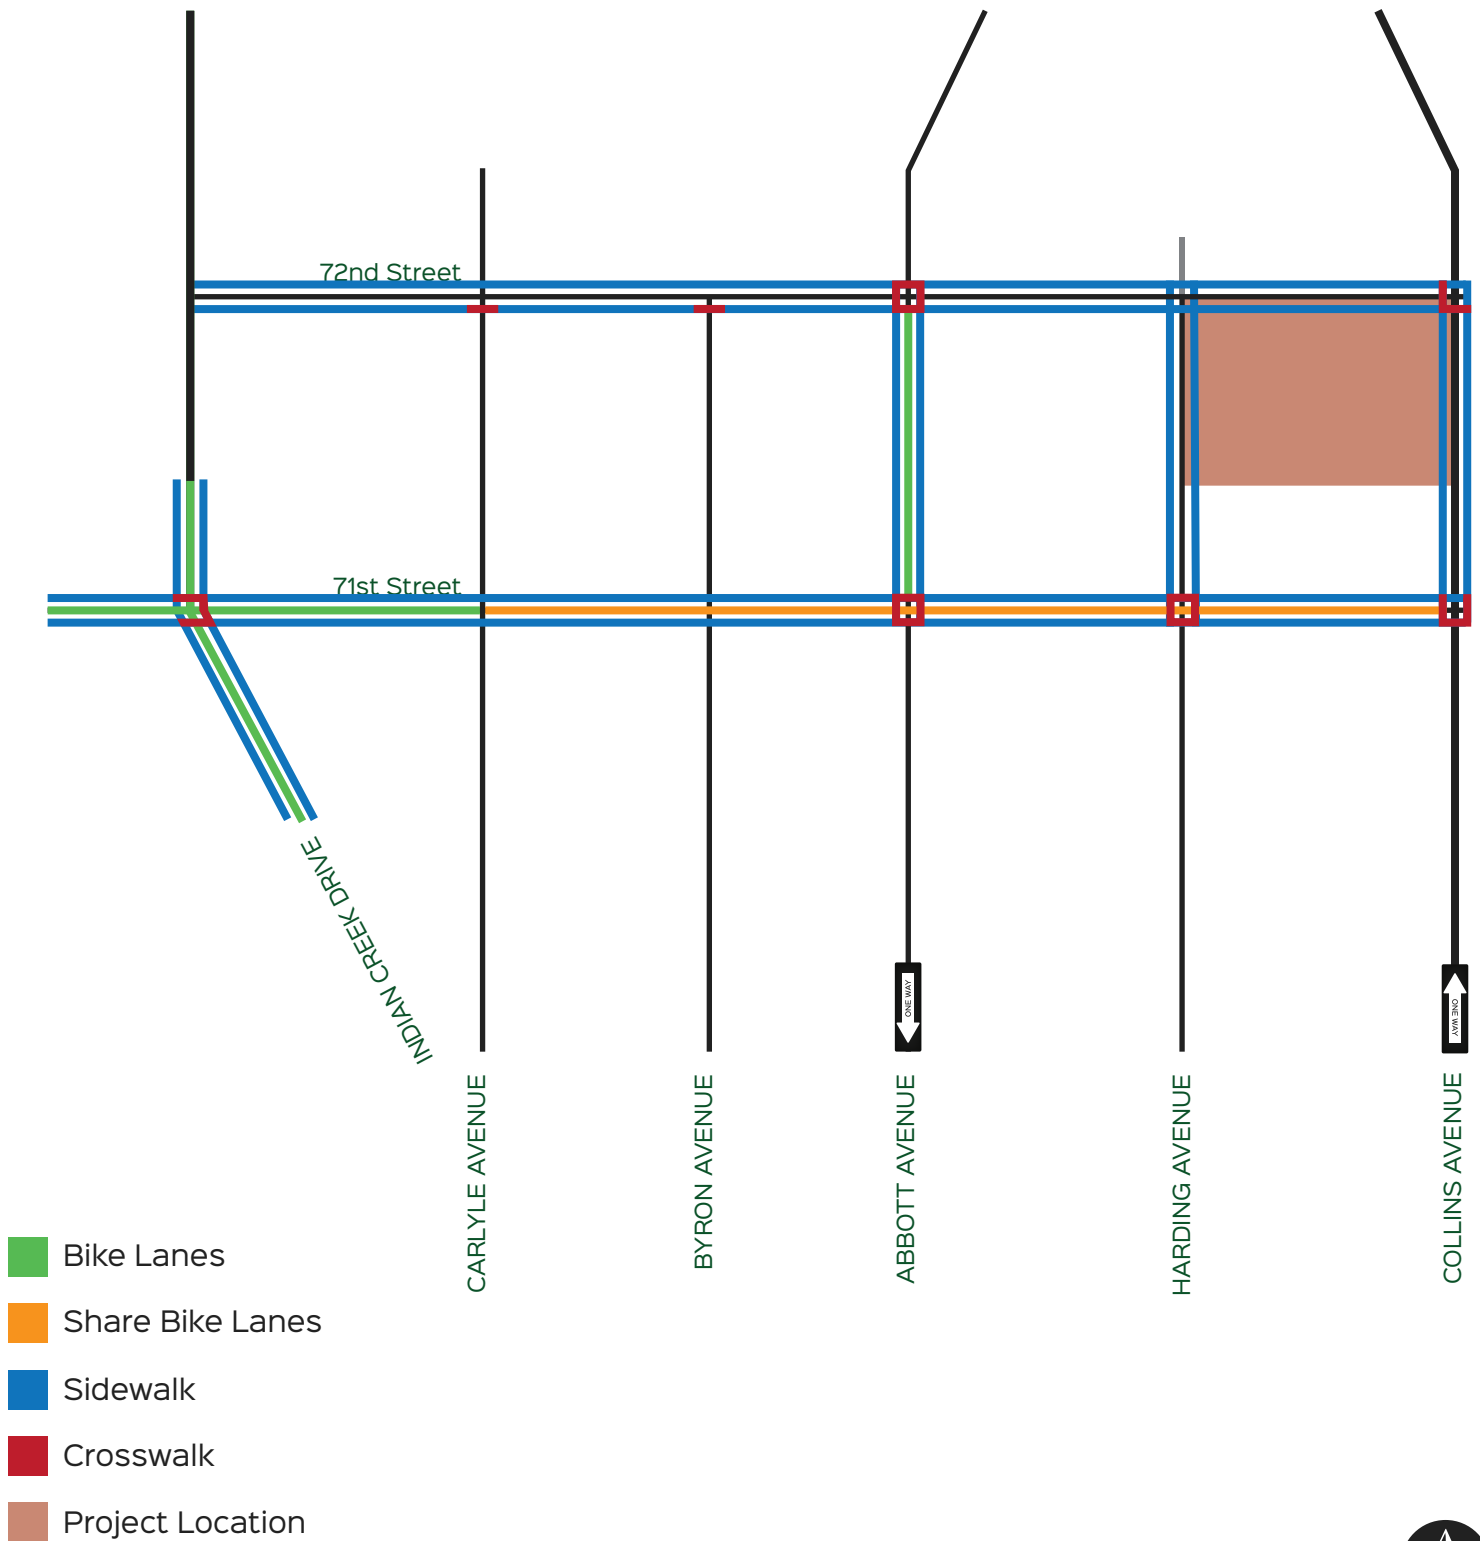 72nd Street
71st Street
INDIAN CREEK DRIVE
ONE WAY
ONE WAY
CARLYLE AVENUE
BYRON AVENUE
ABBOTT AVENUE
HARDING AVENUE
COLLINS AVENUE
Bike Lanes
Share Bike Lanes
Sidewalk
Crosswalk
Project Location